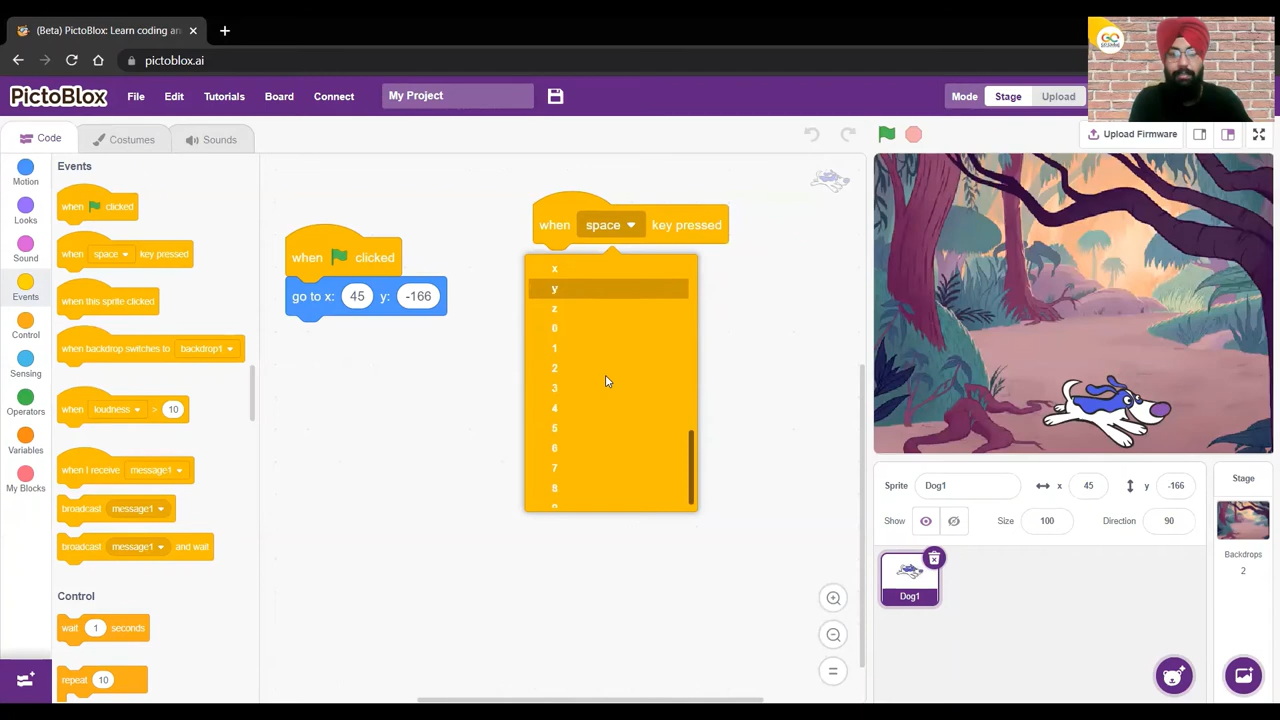 (Beta) PictoBlox: Learn coding an
pictoblox.ai
PictoBlox File Edit Tutorials Board Connect My Project Mode Stage Upload
Code Costumes Sounds
Upload Firmware
Motion
Looks
Sound
Events
Control
Sensing
Operators
Variables
My Blocks
Events
when clicked
when space key pressed
when this sprite clicked
when backdrop switches to backdrop1
when loudness > 10
when I receive message1
broadcast message1
broadcast message1 and wait
Control
wait 1 seconds
repeat 10
when clicked
go to x: 45 y: -166
when space key pressed
x
y
z
0
1
2
3
4
5
6
7
8
Sprite Dog1 x 45 y -166
Show Size 100 Direction 90
Dog1
Stage
Backdrops
2